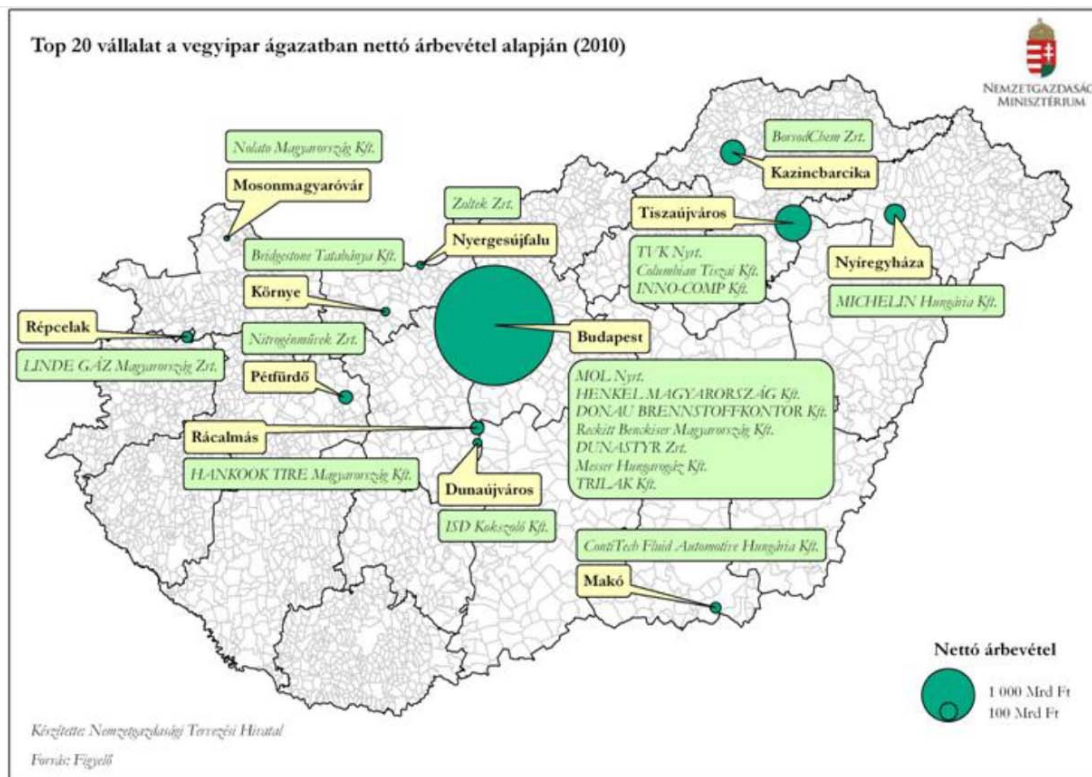 Top 20 vállalat a vegyipar ágazatban nettó árbevétel alapján (2010)
NEMZETGAZDASÁGI
MINISZTÉRIUM
Nolato Magyarország Kft.
Mosonmagyaróvár
Zoltek Zrt.
Nyergesújfalu
Bridgestone Tatabánya Kft.
Környe
BorsodChem Zrt.
Kazincbarcika
Tiszaújváros
TVK Nyrt.
Columbian Tiszai Kft.
INNO-COMP Kft.
Nyíregyháza
MICHELIN Hungária Kft.
Répcelak
LINDE GÁZ Magyarország Zrt.
Nitrogénművek Zrt.
Pétfürdő
Budapest
MOL Nyrt.
HENKEL MAGYARORSZÁG Kft.
DONAU BRENNSTOFFKONTOR Kft.
Reckitt Benckiser Magyarország Kft.
DUNASTYR Zrt.
Messer Hungarogáz Kft.
TRILAK Kft.
Rácalmás
HANKOOK TIRE Magyarország Kft.
Dunaújváros
ISD Kokszoló Kft.
ContiTech Fluid Automotive Hungária Kft.
Makó
Nettó árbevétel
1 000 Mrd Ft
100 Mrd Ft
Készítette: Nemzetgazdasági Tervezési Hivatal
Forrás: Figyelő